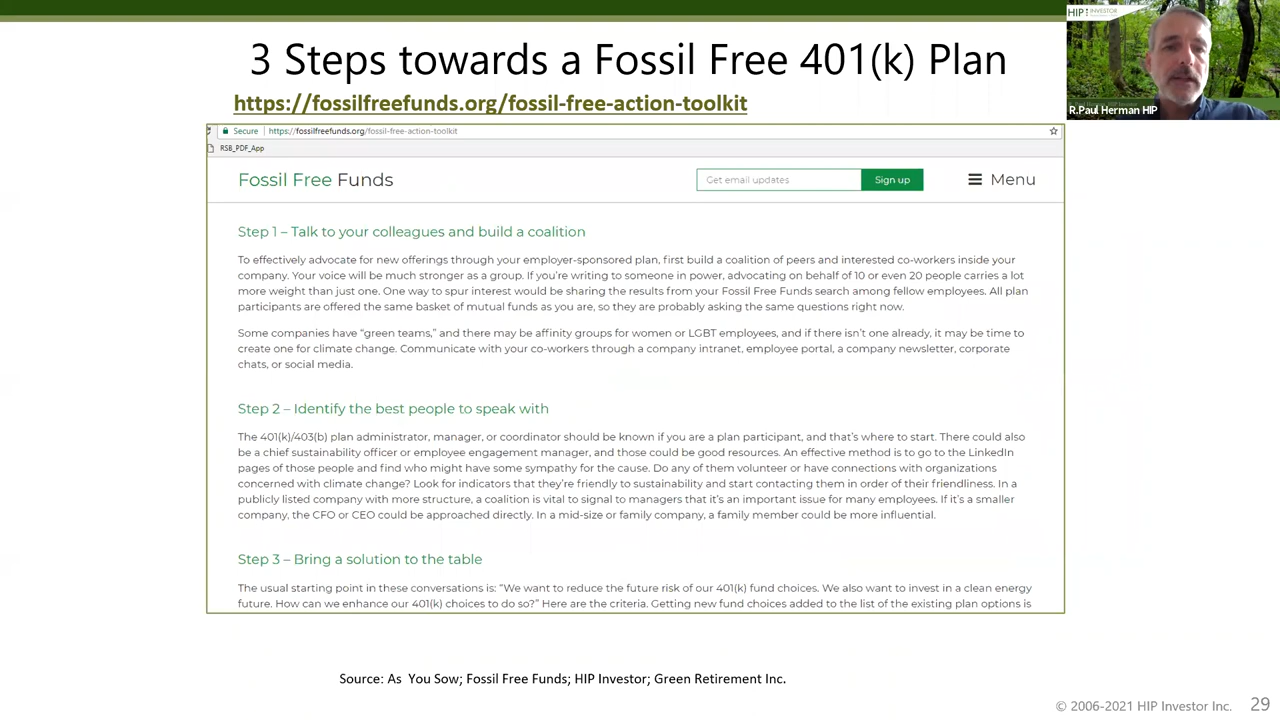 3 Steps towards a Fossil Free 401(k) Plan
https://fossilfreefunds.org/fossil-free-action-toolkit
HIP INVESTOR
R.Paul Herman HIP
Secure https://fossilfreefunds.org/fossil-free-action-toolkit
RSB_PDF_App
Fossil Free Funds
Get email updates
Sign up
Menu
Step 1 – Talk to your colleagues and build a coalition
To effectively advocate for new offerings through your employer-sponsored plan, first build a coalition of peers and interested co-workers inside your
company. Your voice will be much stronger as a group. If you're writing to someone in power, advocating on behalf of 10 or even 20 people carries a lot
more weight than just one. One way to spur interest would be sharing the results from your Fossil Free Funds search among fellow employees. All plan
participants are offered the same basket of mutual funds as you are, so they are probably asking the same questions right now.
Some companies have “green teams,” and there may be affinity groups for women or LGBT employees, and if there isn't one already, it may be time to
create one for climate change. Communicate with your co-workers through a company intranet, employee portal, a company newsletter, corporate
chats, or social media.
Step 2 – Identify the best people to speak with
The 401(k)/403(b) plan administrator, manager, or coordinator should be known if you are a plan participant, and that's where to start. There could also
be a chief sustainability officer or employee engagement manager, and those could be good resources. An effective method is to go to the LinkedIn
pages of those people and find who might have some sympathy for the cause. Do any of them volunteer or have connections with organizations
concerned with climate change? Look for indicators that they're friendly to sustainability and start contacting them in order of their friendliness. In a
publicly listed company with more structure, a coalition is vital to signal to managers that it's an important issue for many employees. If it's a smaller
company, the CFO or CEO could be approached directly. In a mid-size or family company, a family member could be more influential.
Step 3 – Bring a solution to the table
The usual starting point in these conversations is: “We want to reduce the future risk of our 401(k) fund choices. We also want to invest in a clean energy
future. How can we enhance our 401(k) choices to do so?” Here are the criteria. Getting new fund choices added to the list of the existing plan options is
Source: As You Sow; Fossil Free Funds; HIP Investor; Green Retirement Inc.
© 2006-2021 HIP Investor Inc. 29